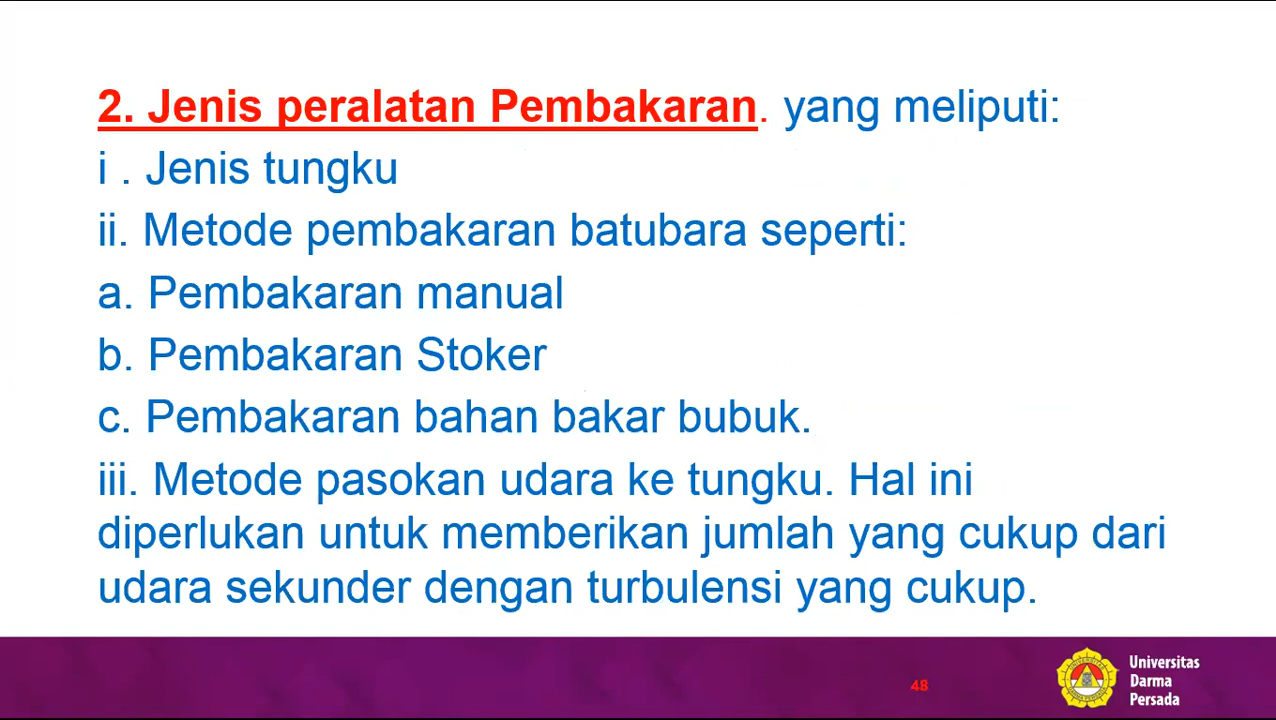 2. Jenis peralatan Pembakaran. yang meliputi:
i . Jenis tungku
ii. Metode pembakaran batubara seperti:
a. Pembakaran manual
b. Pembakaran Stoker
c. Pembakaran bahan bakar bubuk.
iii. Metode pasokan udara ke tungku. Hal ini
diperlukan untuk memberikan jumlah yang cukup dari
udara sekunder dengan turbulensi yang cukup.
48
Universitas
Darma
Persada